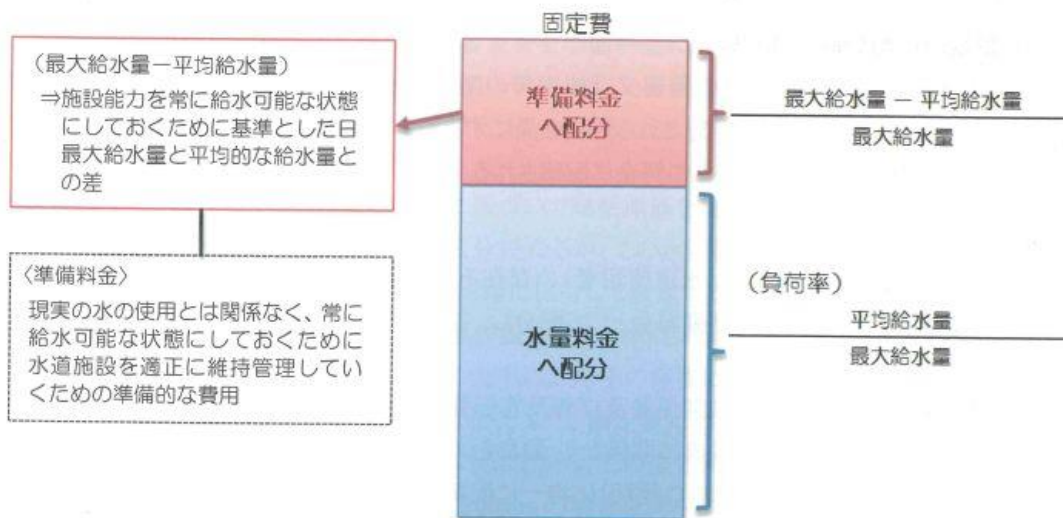 固定費
（最大給水量－平均給水量）
⇒施設能力を常に給水可能な状態
にしておくために基準とした日
最大給水量と平均的な給水量と
の差
準備料金
へ配分
最大給水量 － 平均給水量
最大給水量
〈準備料金〉
現実の水の使用とは関係なく、常に
給水可能な状態にしておくために
水道施設を適正に維持管理してい
くための準備的な費用
水量料金
へ配分
（負荷率）
平均給水量
最大給水量